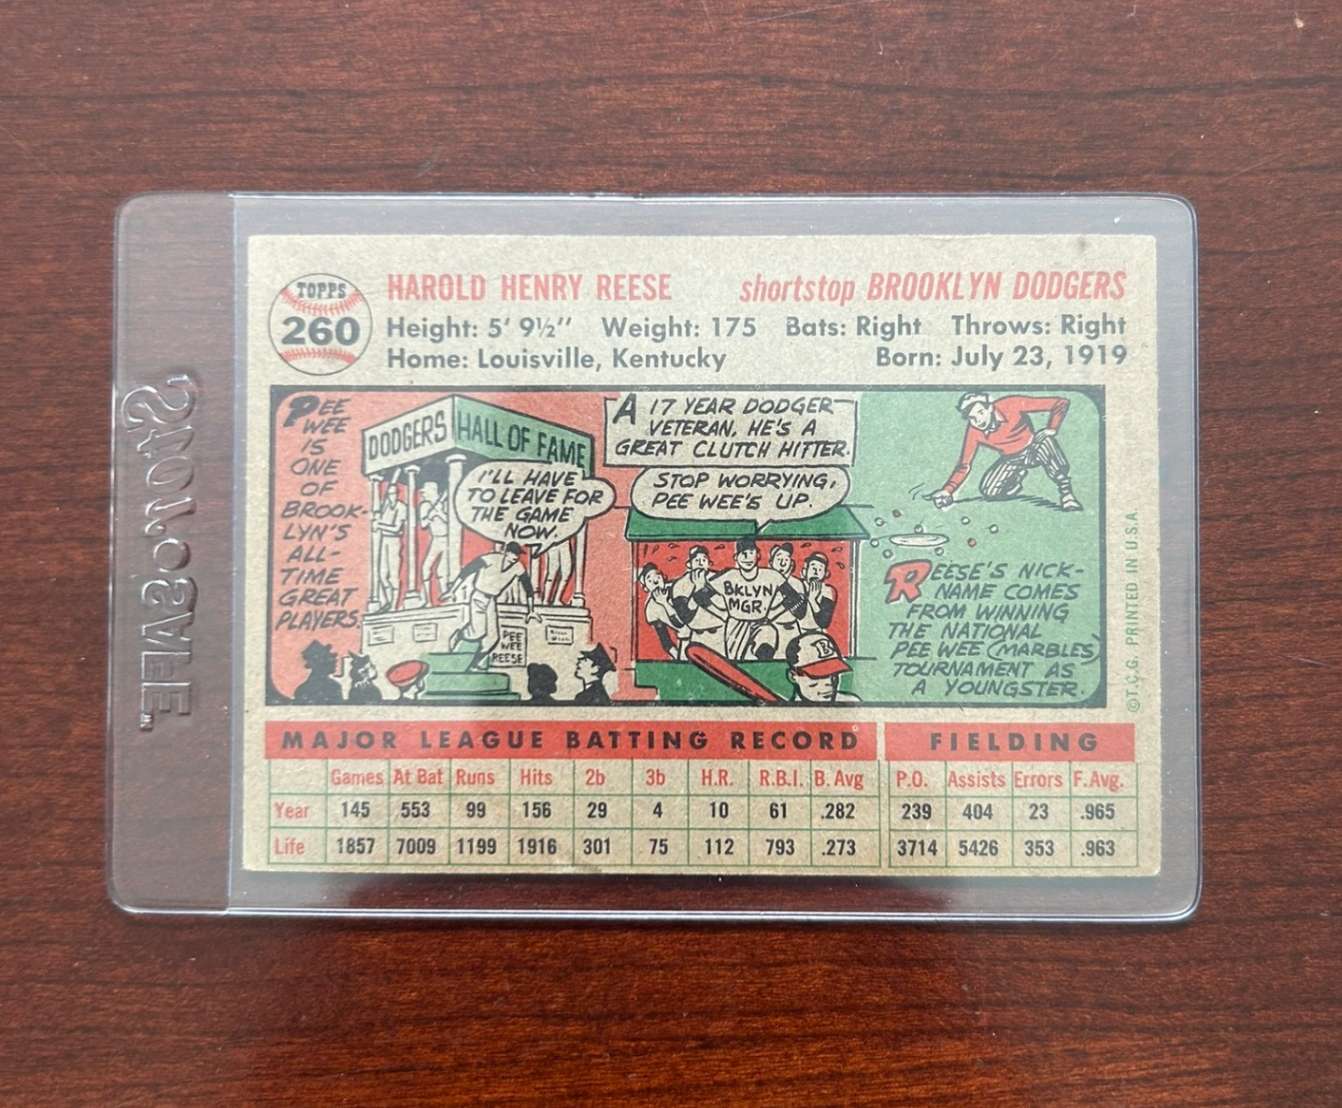 TOPPS
260
HAROLD HENRY REESE shortstop BROOKLYN DODGERS
Height: 5' 9½" Weight: 175 Bats: Right Throws: Right
Home: Louisville, Kentucky Born: July 23, 1919
PEE
WEE
IS
ONE
OF
BROOK-
LYN'S
ALL-
TIME
GREAT
PLAYERS.
DODGERS HALL OF FAME
I'LL HAVE
TO LEAVE FOR
THE GAME
NOW.
PEE
WEE
REESE
A 17 YEAR DODGER
VETERAN, HE'S A
GREAT CLUTCH HITTER.
STOP WORRYING,
PEE WEE'S UP.
BKLYN
MGR.
B
REESE'S NICK-
NAME COMES
FROM WINNING
THE NATIONAL
PEE WEE (MARBLES)
TOURNAMENT AS
A YOUNGSTER.
©T.C.G. PRINTED IN U.S.A.
MAJOR LEAGUE BATTING RECORD FIELDING
Games At Bat Runs Hits 2b 3b H.R. R.B.I. B. Avg P.O. Assists Errors F.Avg.
Year 145 553 99 156 29 4 10 61 .282 239 404 23 .965
Life 1857 7009 1199 1916 301 75 112 793 .273 3714 5426 353 .963